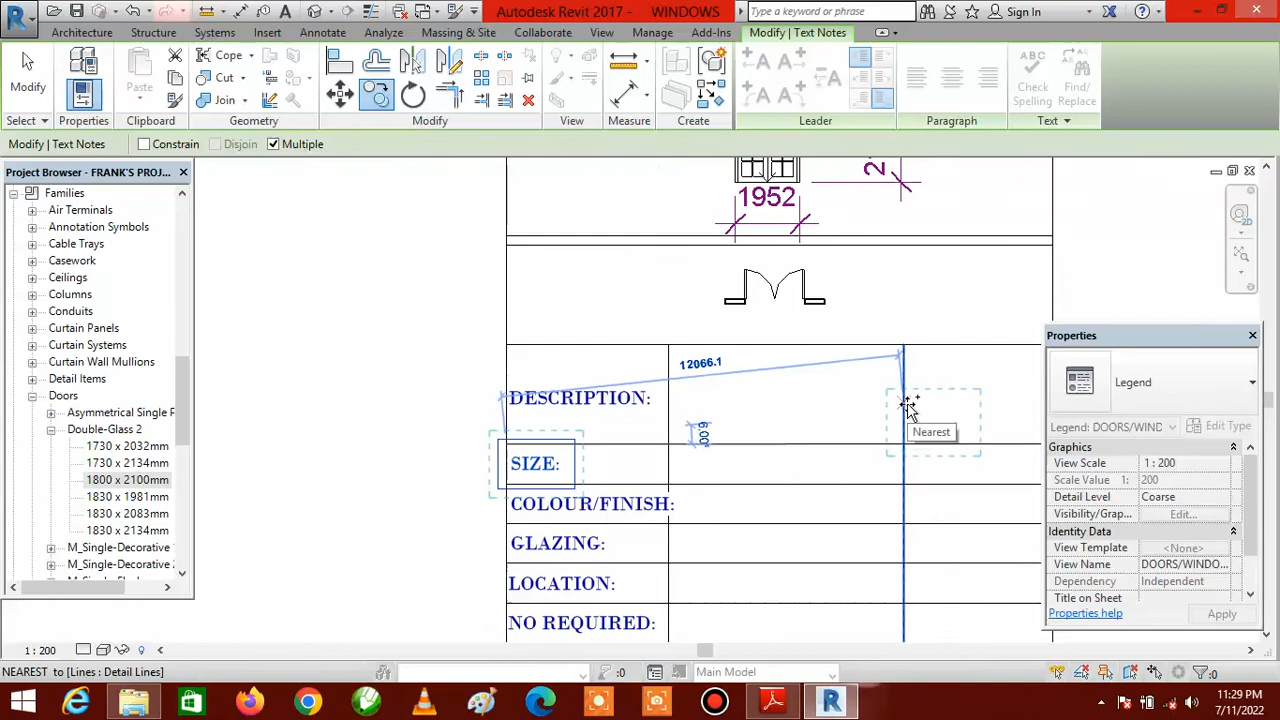 Autodesk Revit 2017 - WINDOWS
Type a keyword or phrase
Sign In
Architecture Structure Systems Insert Annotate Analyze Massing & Site Collaborate View Manage Add-Ins Modify | Text Notes
Modify
Paste
Cope
Cut
Join
ABC
Check Spelling
Find/ Replace
Select Properties Clipboard Geometry Modify View Measure Create Leader Paragraph Text
Modify | Text Notes Constrain Disjoin Multiple
Project Browser - FRANK'S PROJ...
Families
Air Terminals
Annotation Symbols
Cable Trays
Casework
Ceilings
Columns
Conduits
Curtain Panels
Curtain Systems
Curtain Wall Mullions
Detail Items
Doors
Asymmetrical Single P
Double-Glass 2
1730 x 2032mm
1730 x 2134mm
1800 x 2100mm
1830 x 1981mm
1830 x 2083mm
1830 x 2134mm
M_Single-Decorative
M_Single-Decorative 2
1952
2
12066.1
DESCRIPTION:
SIZE:
COLOUR/FINISH:
GLAZING:
LOCATION:
NO REQUIRED:
Nearest
Properties
Legend
Legend: DOORS/WIND
Edit Type
Graphics
View Scale 1 : 200
Scale Value 1: 200
Detail Level Coarse
Visibility/Grap... Edit...
Identity Data
View Template <None>
View Name DOORS/WINDO...
Dependency Independent
Title on Sheet
Properties help
Apply
1 : 200
NEAREST to [Lines : Detail Lines]
:0
Main Model
:0
11:29 PM
7/11/2022